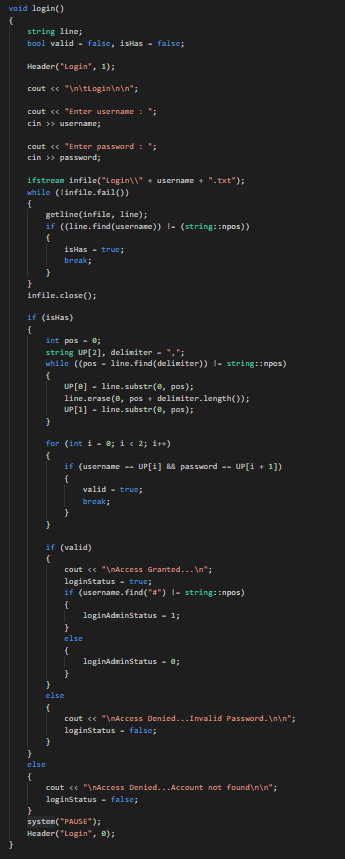 void login()
{
    string line;
    bool valid = false, isHas = false;

    Header("Login", 1);

    cout << "\n\tLogin\n\n";

    cout << "Enter username : ";
    cin >> username;

    cout << "Enter password : ";
    cin >> password;

    ifstream infile("Login\\" + username + ".txt");
    while (!infile.fail())
    {
        getline(infile, line);
        if ((line.find(username)) != (string::npos))
        {
            isHas = true;
            break;
        }
    }
    infile.close();

    if (isHas)
    {
        int pos = 0;
        string UP[2], delimiter = ",";
        while ((pos = line.find(delimiter)) != string::npos)
        {
            UP[0] = line.substr(0, pos);
            line.erase(0, pos + delimiter.length());
            UP[1] = line.substr(0, pos);
        }

        for (int i = 0; i < 2; i++)
        {
            if (username == UP[i] && password == UP[i + 1])
            {
                valid = true;
                break;
            }
        }

        if (valid)
        {
            cout << "\nAccess Granted...\n";
            loginStatus = true;
            if (username.find("#") != string::npos)
            {
                loginAdminStatus = 1;
            }
            else
            {
                loginAdminStatus = 0;
            }
        }
        else
        {
            cout << "\nAccess Denied...Invalid Password.\n\n";
            loginStatus = false;
        }
    }
    else
    {
        cout << "\nAccess Denied...Account not found\n\n";
        loginStatus = false;
    }
    system("PAUSE");
    Header("Login", 0);
}